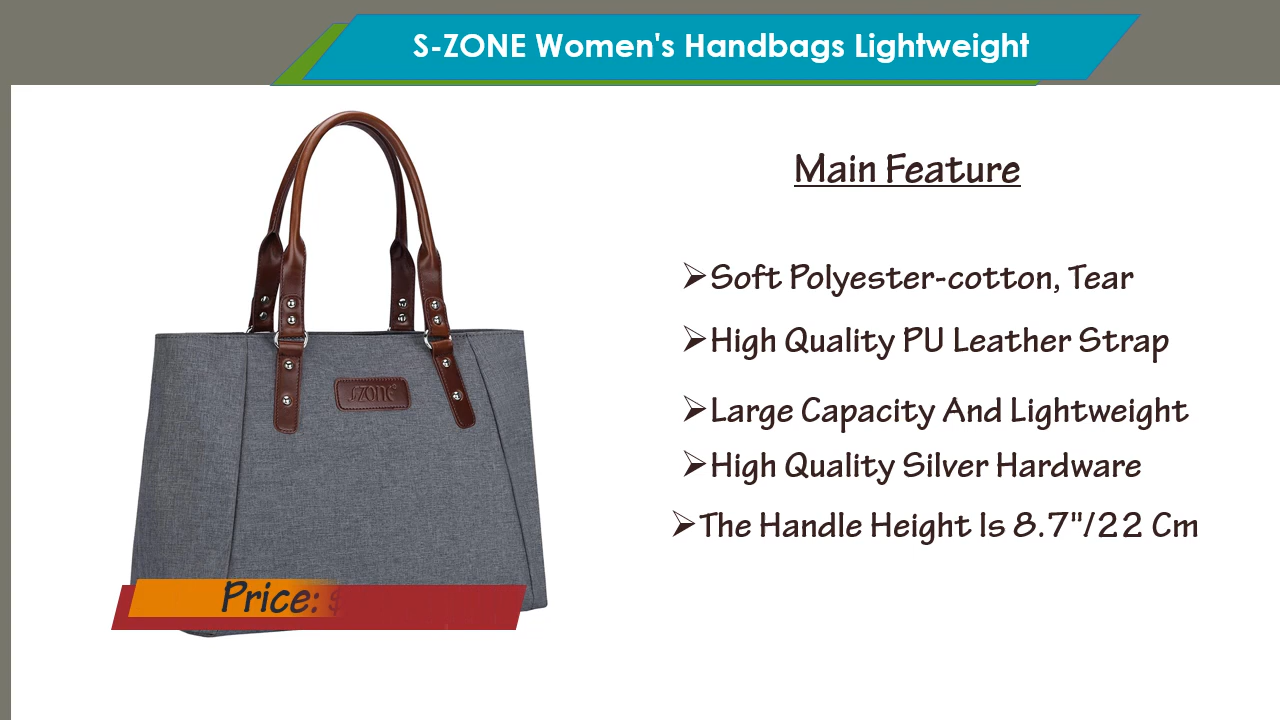 S-ZONE Women's Handbags Lightweight
Main Feature
➢Soft Polyester-cotton, Tear
➢High Quality PU Leather Strap
➢Large Capacity And Lightweight
➢High Quality Silver Hardware
➢The Handle Height Is 8.7"/22 Cm
S-ZONE
Price: $